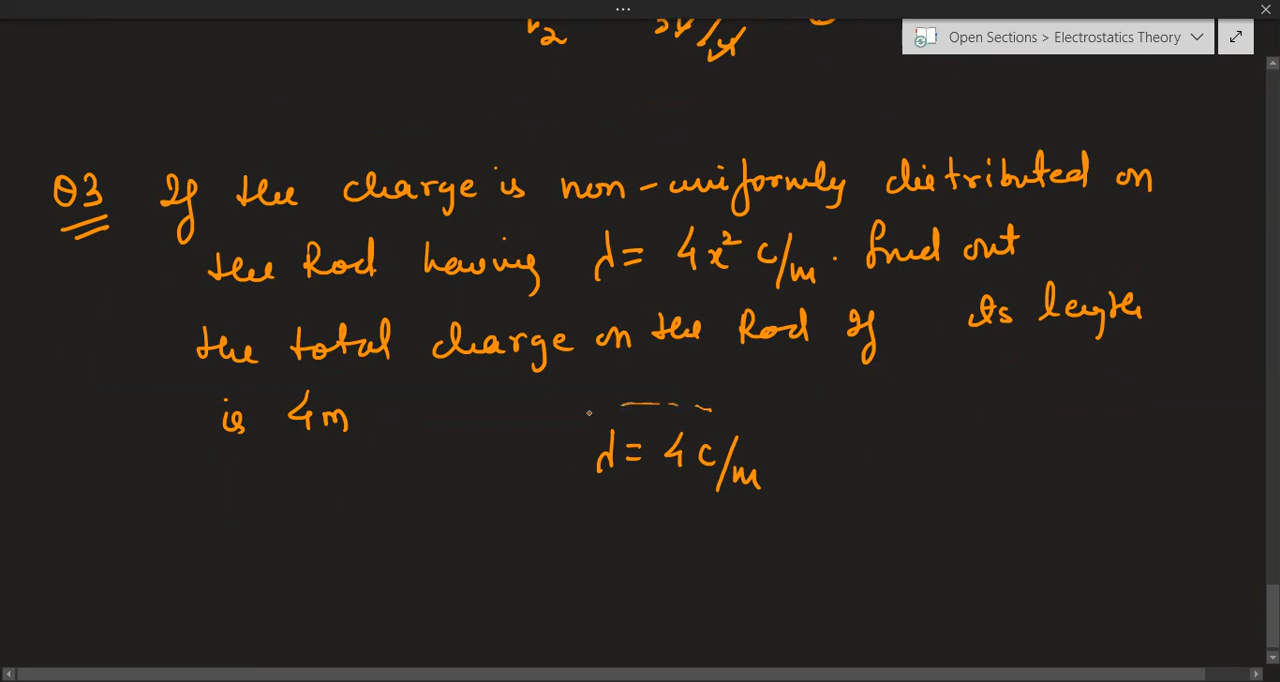 ...
Open Sections > Electrostatics Theory
Q3 If the charge is non-uniformly distributed on
the Rod having λ = 4x² C/m. find out
the total charge on the Rod If its length
is 4m
λ = 4 C/m